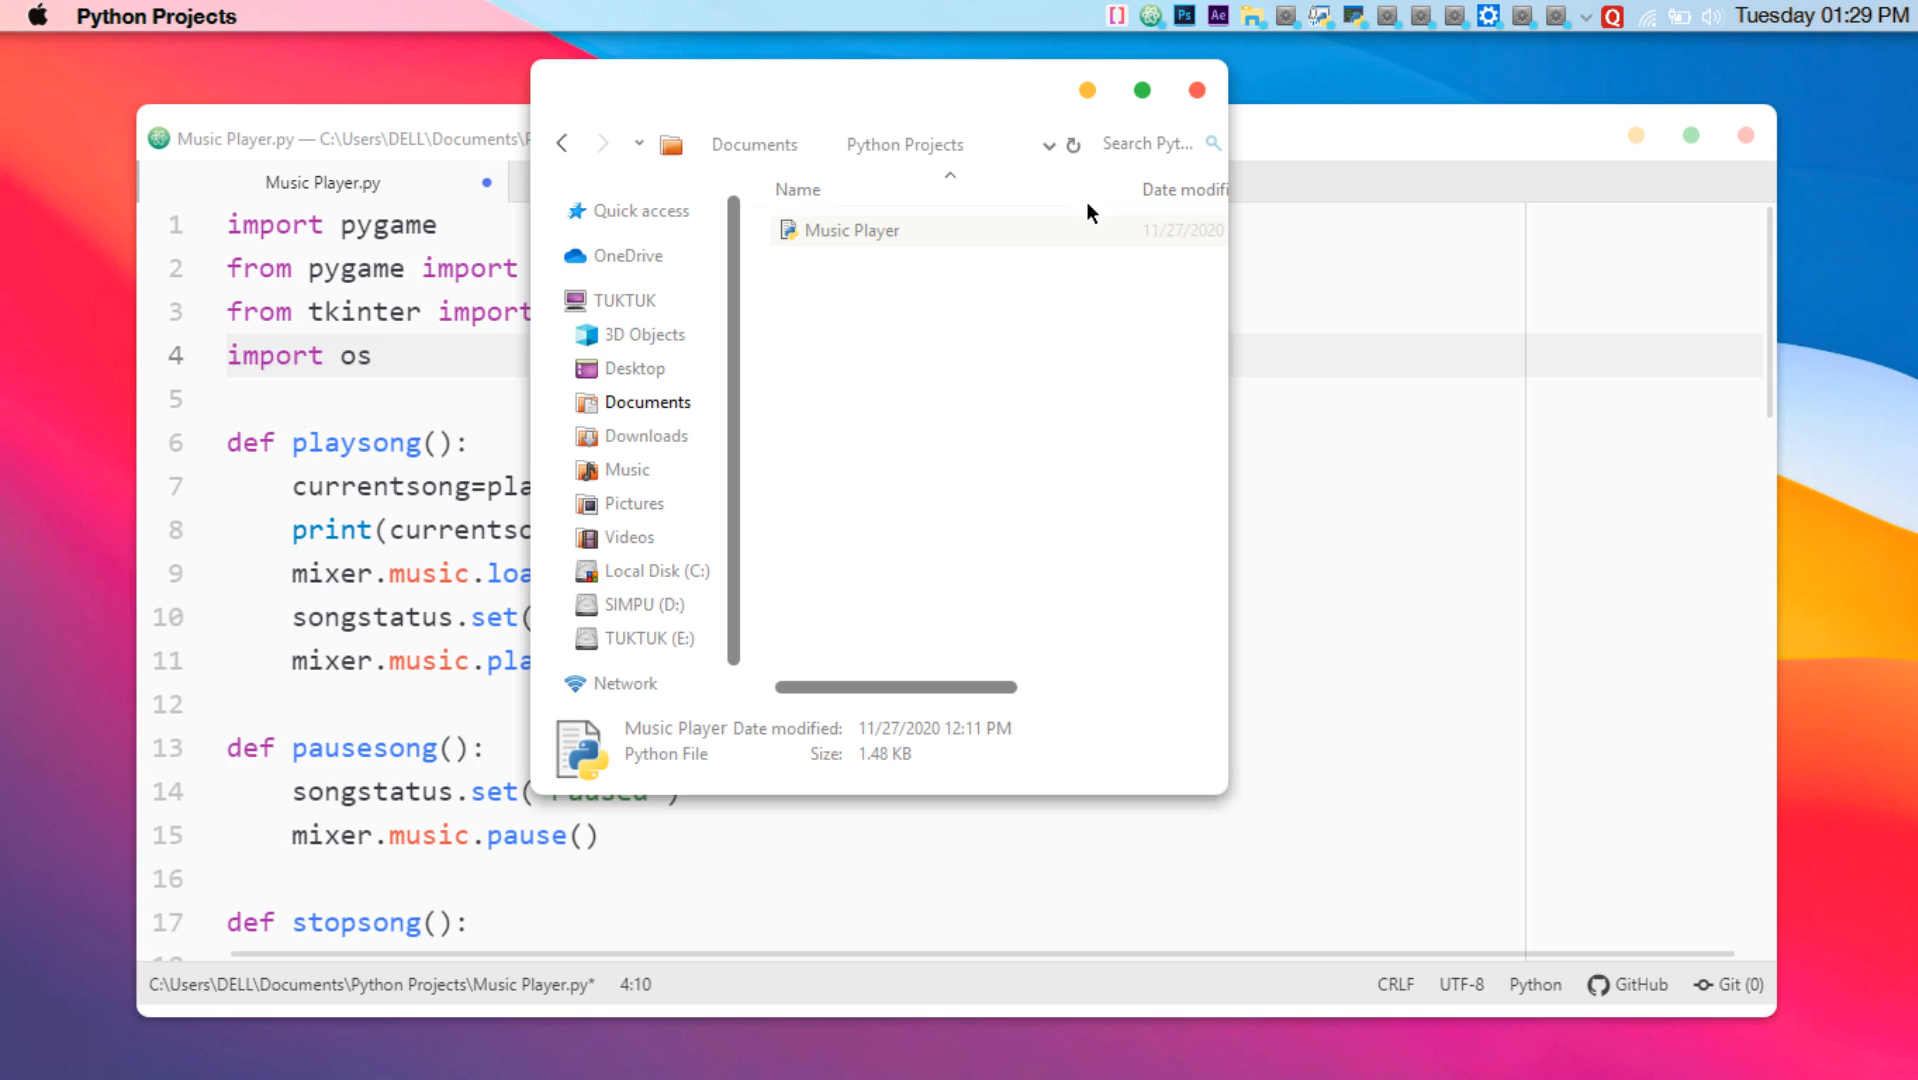 Python Projects
Ps
Ae
Q
Tuesday 01:29 PM
Music Player.py — C:\Users\DELL\Documents\P
Music Player.py
1 import pygame
2 from pygame import
3 from tkinter import
4 import os
5
6 def playsong():
7 currentsong=pla
8 print(currentso
9 mixer.music.loa
10 songstatus.set(
11 mixer.music.pla
12
13 def pausesong():
14 songstatus.set("Paused")
15 mixer.music.pause()
16
17 def stopsong():
C:\Users\DELL\Documents\Python Projects\Music Player.py* 4:10
CRLF UTF-8 Python GitHub Git (0)
Documents Python Projects
Search Pyt...
Name Date modifi
Music Player 11/27/2020
Quick access
OneDrive
TUKTUK
3D Objects
Desktop
Documents
Downloads
Music
Pictures
Videos
Local Disk (C:)
SIMPU (D:)
TUKTUK (E:)
Network
Music Player Date modified: 11/27/2020 12:11 PM
Python File Size: 1.48 KB